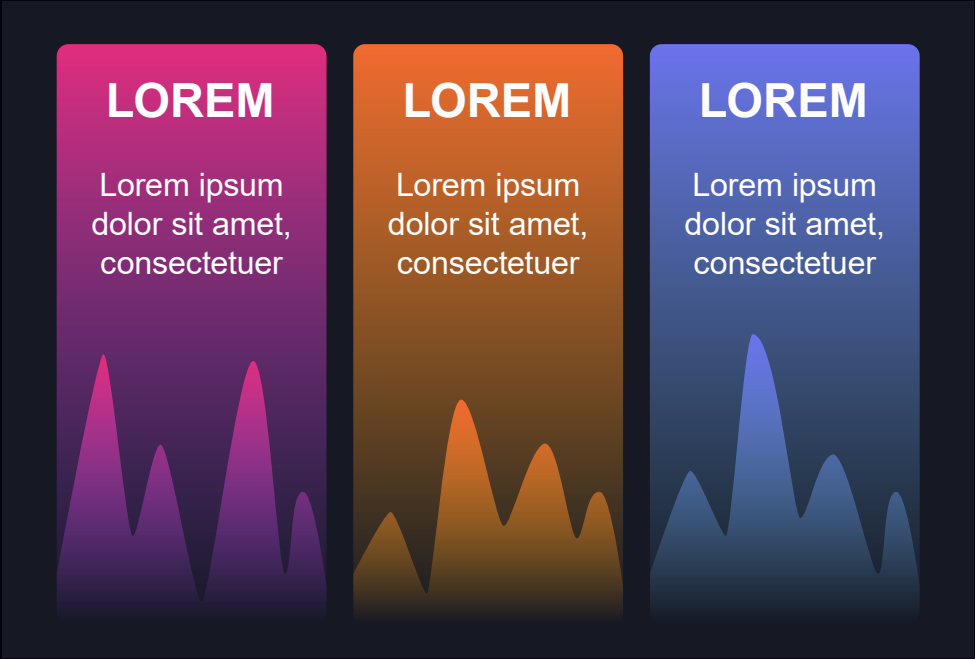 LOREM
Lorem ipsum
dolor sit amet,
consectetuer
LOREM
Lorem ipsum
dolor sit amet,
consectetuer
LOREM
Lorem ipsum
dolor sit amet,
consectetuer